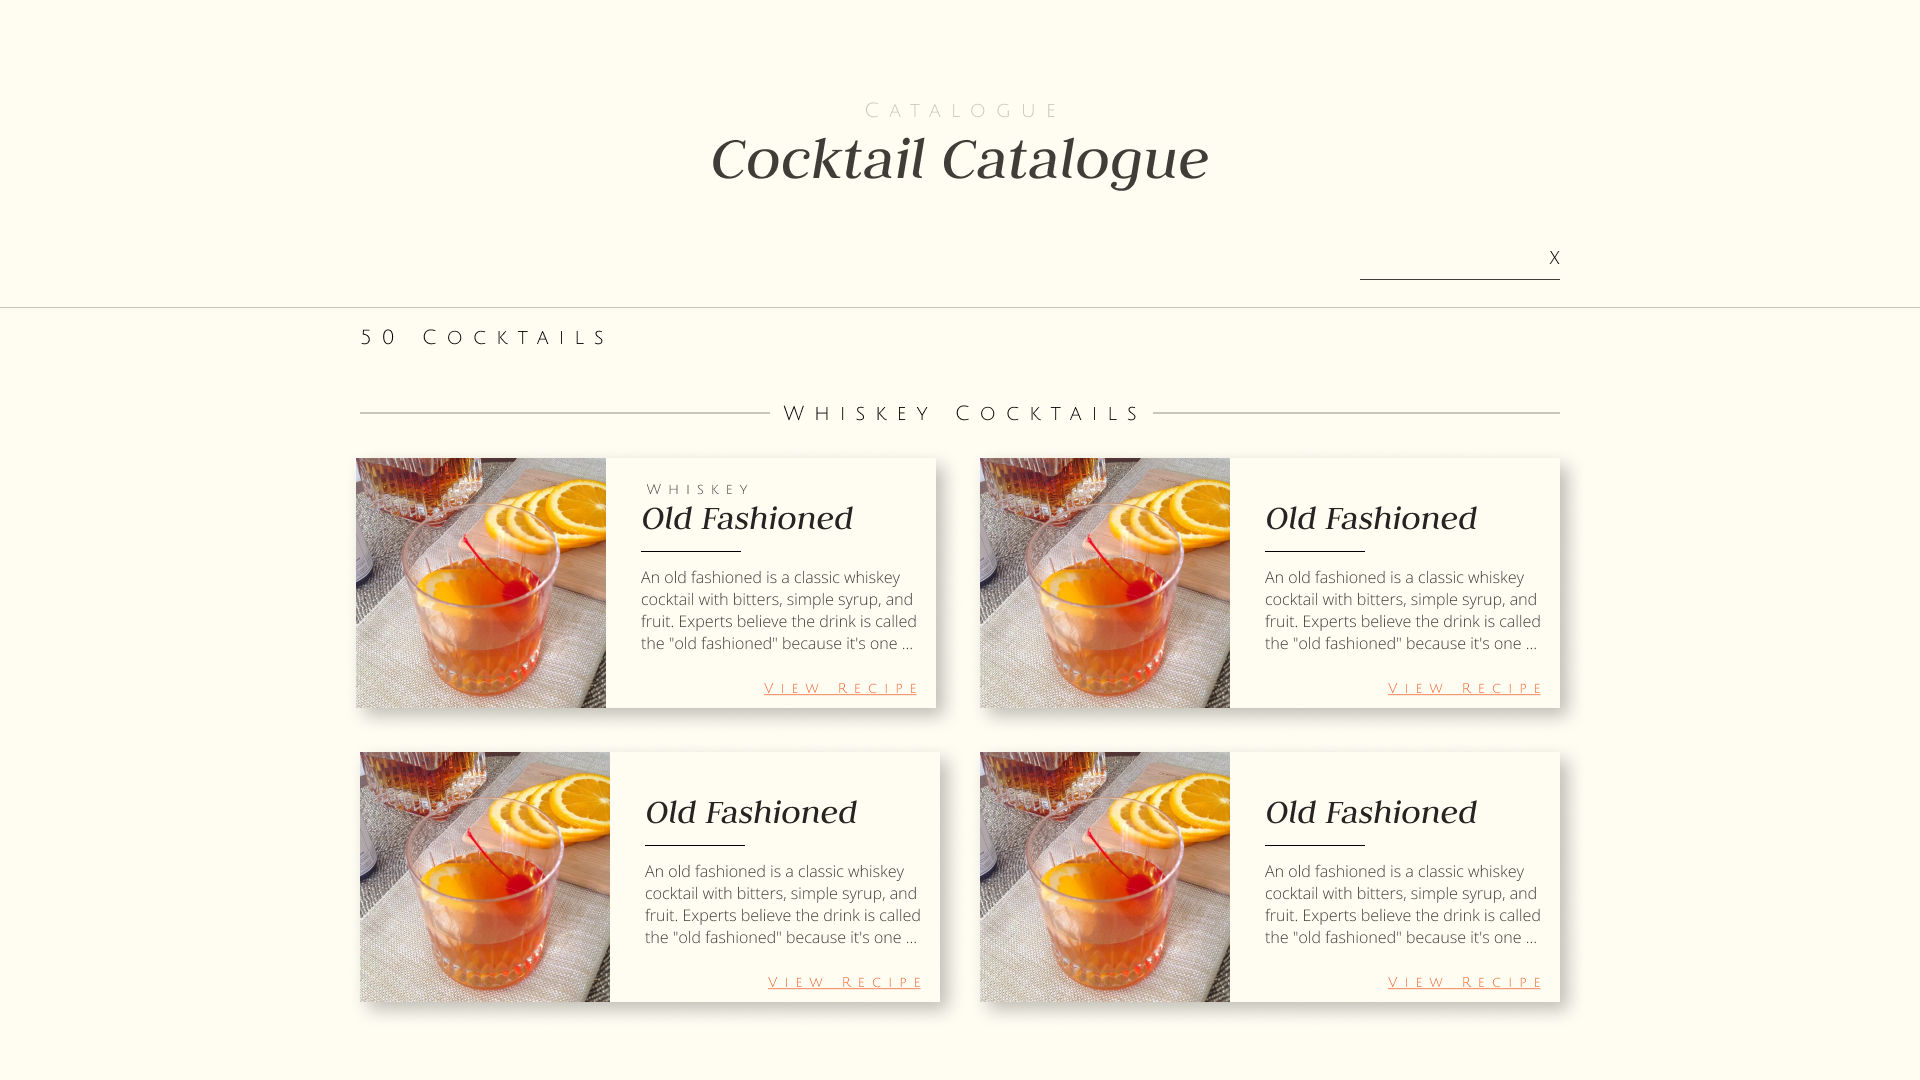 CATALOGUE
Cocktail Catalogue
X
50 COCKTAILS
WHISKEY COCKTAILS
WHISKEY
Old Fashioned
An old fashioned is a classic whiskey
cocktail with bitters, simple syrup, and
fruit. Experts believe the drink is called
the "old fashioned" because it's one ...
VIEW RECIPE
Old Fashioned
An old fashioned is a classic whiskey
cocktail with bitters, simple syrup, and
fruit. Experts believe the drink is called
the "old fashioned" because it's one ...
VIEW RECIPE
Old Fashioned
An old fashioned is a classic whiskey
cocktail with bitters, simple syrup, and
fruit. Experts believe the drink is called
the "old fashioned" because it's one ...
VIEW RECIPE
Old Fashioned
An old fashioned is a classic whiskey
cocktail with bitters, simple syrup, and
fruit. Experts believe the drink is called
the "old fashioned" because it's one ...
VIEW RECIPE